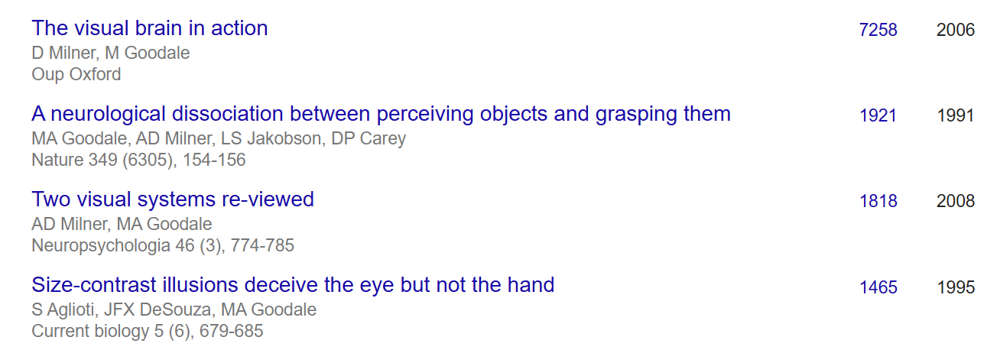 The visual brain in action 7258 2006
D Milner, M Goodale
Oup Oxford
A neurological dissociation between perceiving objects and grasping them 1921 1991
MA Goodale, AD Milner, LS Jakobson, DP Carey
Nature 349 (6305), 154-156
Two visual systems re-viewed 1818 2008
AD Milner, MA Goodale
Neuropsychologia 46 (3), 774-785
Size-contrast illusions deceive the eye but not the hand 1465 1995
S Aglioti, JFX DeSouza, MA Goodale
Current biology 5 (6), 679-685